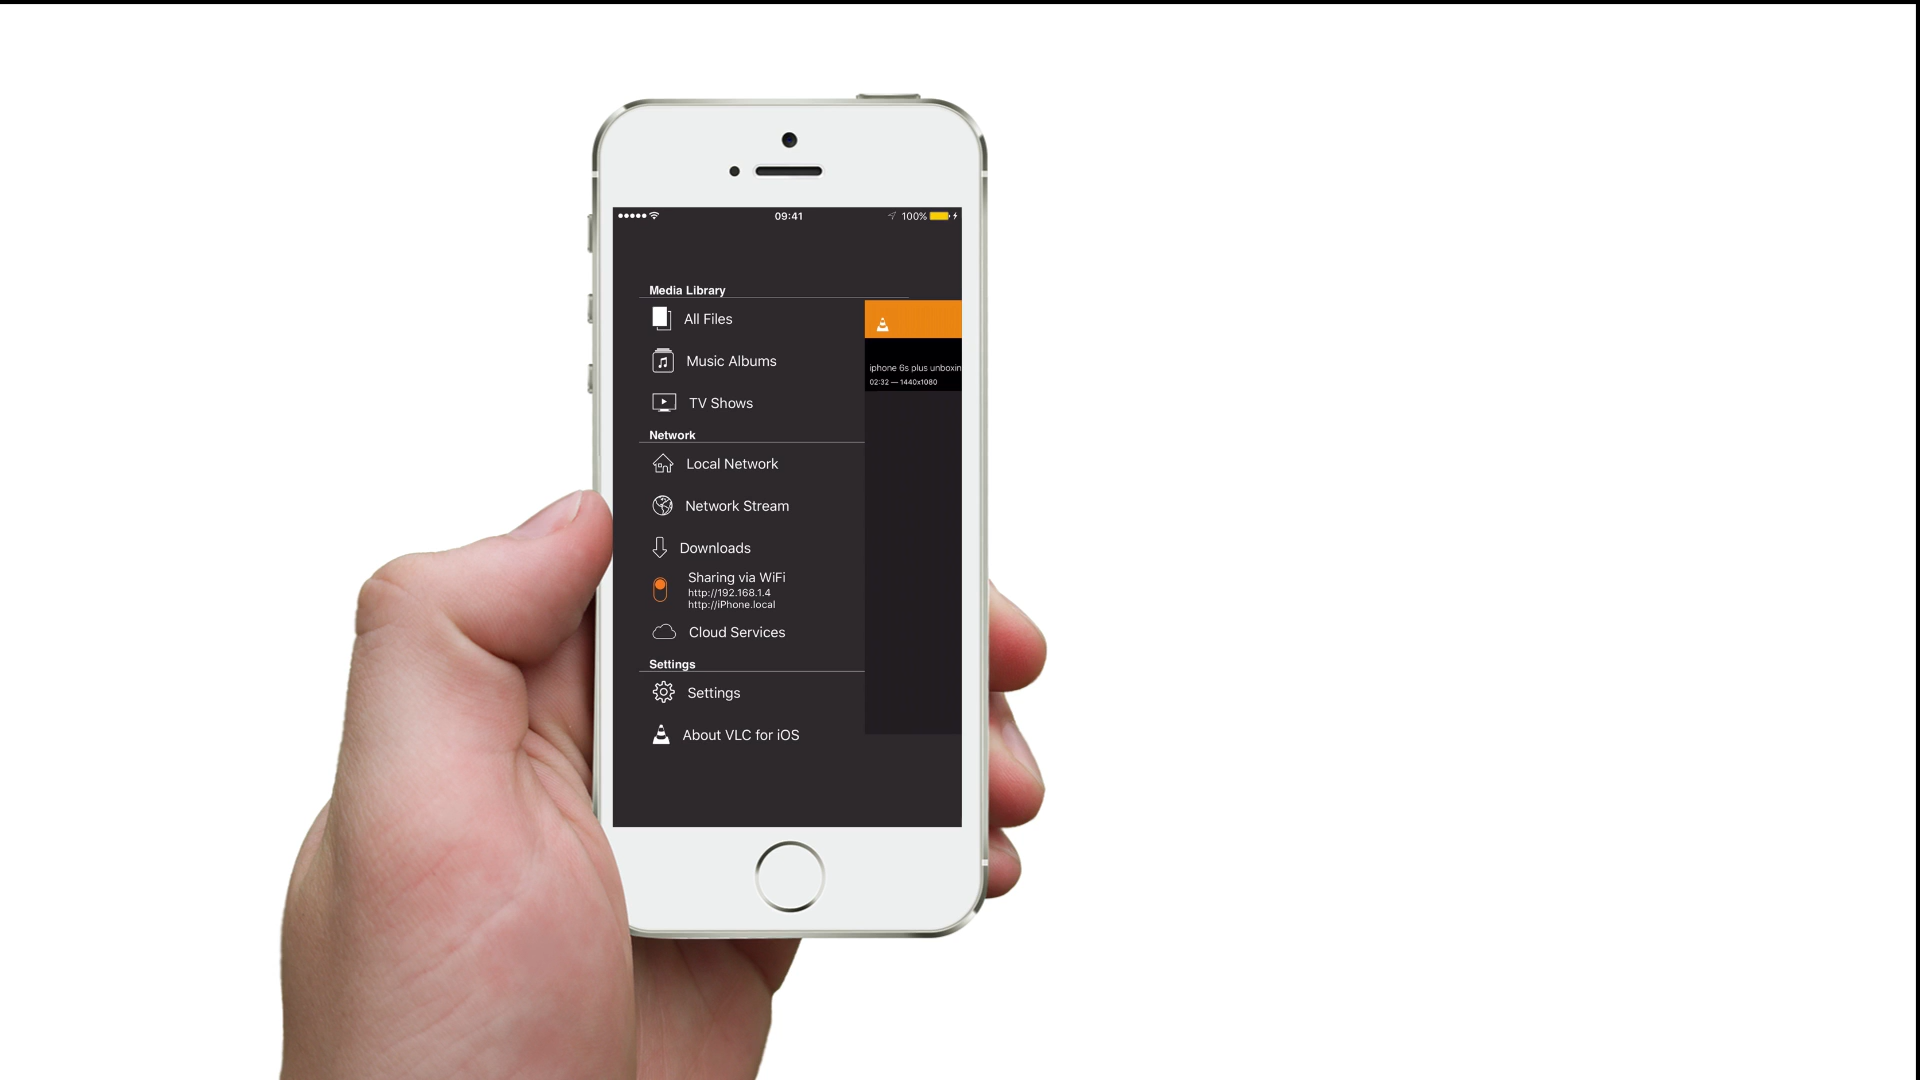 09:41
100%
Media Library
All Files
Music Albums
TV Shows
Network
Local Network
Network Stream
Downloads
Sharing via WiFi
http://192.168.1.4
http://iPhone.local
Cloud Services
Settings
Settings
About VLC for iOS
iphone 6s plus unboxin
02:32 — 1440x1080